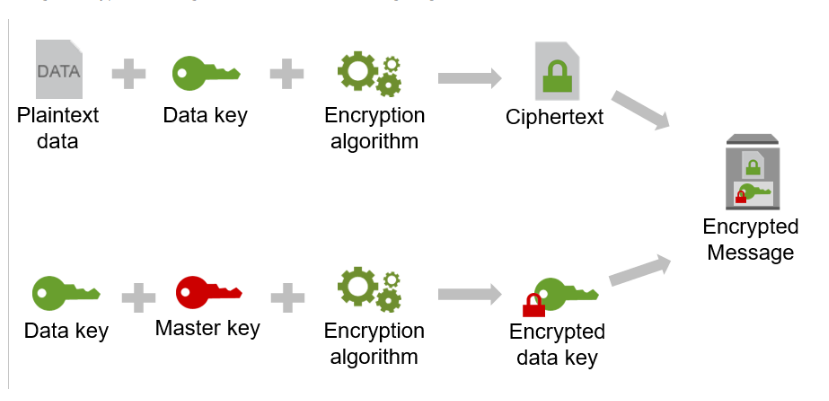 DATA
Plaintext
data
Data key
Encryption
algorithm
Ciphertext
Encrypted
Message
Data key
Master key
Encryption
algorithm
Encrypted
data key